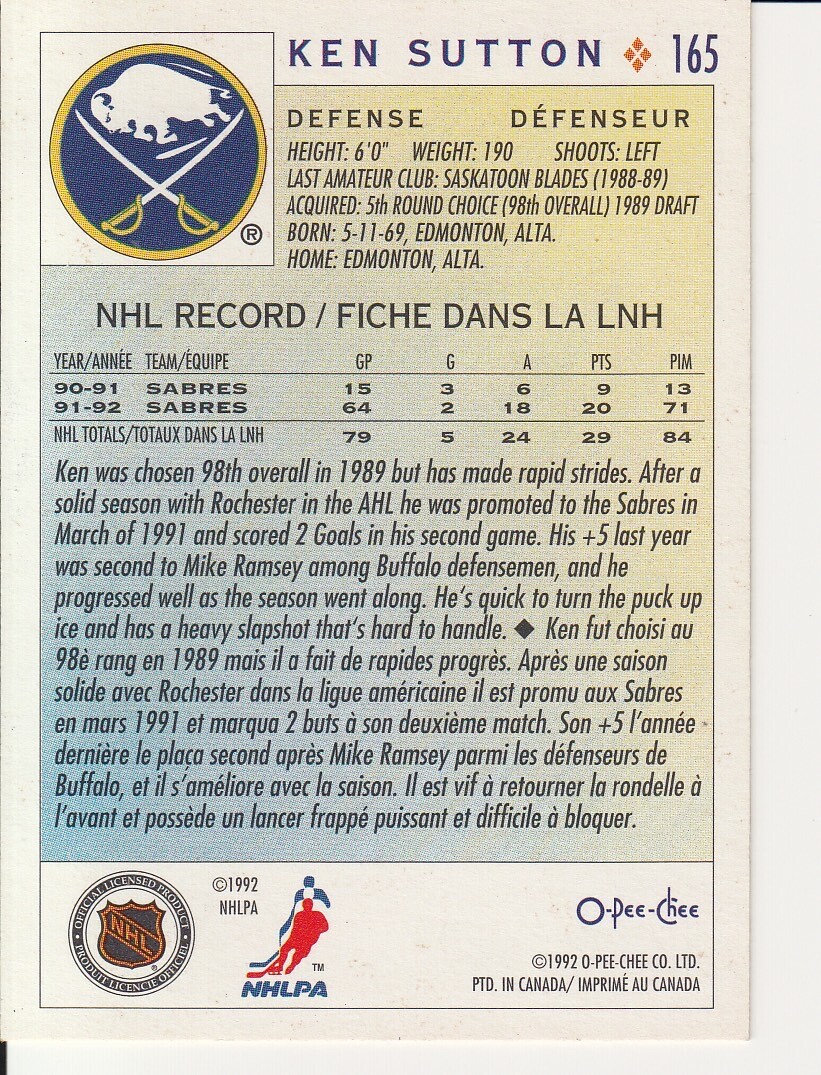 KEN SUTTON 165
®
DEFENSE DÉFENSEUR
HEIGHT: 6'0" WEIGHT: 190 SHOOTS: LEFT
LAST AMATEUR CLUB: SASKATOON BLADES (1988-89)
ACQUIRED: 5th ROUND CHOICE (98th OVERALL) 1989 DRAFT
BORN: 5-11-69, EDMONTON, ALTA.
HOME: EDMONTON, ALTA.
NHL RECORD / FICHE DANS LA LNH
YEAR/ANNÉE TEAM/ÉQUIPE GP G A PTS PIM
90-91 SABRES 15 3 6 9 13
91-92 SABRES 64 2 18 20 71
NHL TOTALS/TOTAUX DANS LA LNH 79 5 24 29 84
Ken was chosen 98th overall in 1989 but has made rapid strides. After a
solid season with Rochester in the AHL he was promoted to the Sabres in
March of 1991 and scored 2 Goals in his second game. His +5 last year
was second to Mike Ramsey among Buffalo defensemen, and he
progressed well as the season went along. He's quick to turn the puck up
ice and has a heavy slapshot that's hard to handle. ◆ Ken fut choisi au
98è rang en 1989 mais il a fait de rapides progrès. Après une saison
solide avec Rochester dans la ligue américaine il est promu aux Sabres
en mars 1991 et marqua 2 buts à son deuxième match. Son +5 l'année
dernière le plaça second après Mike Ramsey parmi les défenseurs de
Buffalo, et il s'améliore avec la saison. Il est vif à retourner la rondelle à
l'avant et possède un lancer frappé puissant et difficile à bloquer.
• OFFICIAL LICENSED PRODUCT •
NHL
®
PRODUIT LICENCIE OFFICIEL
©1992
NHLPA
TM
NHLPA
O-Pee-Chee
©1992 O-PEE-CHEE CO. LTD.
PTD. IN CANADA/ IMPRIMÉ AU CANADA